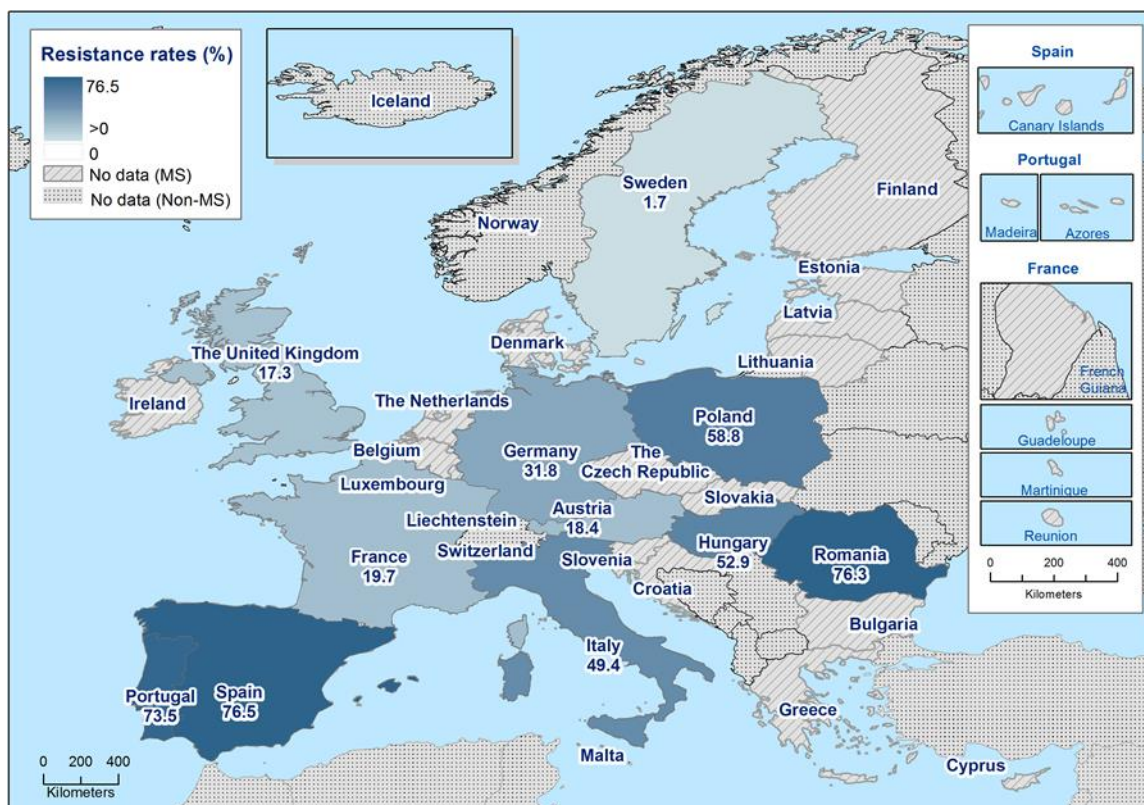 Resistance rates (%)
76.5
>0
0
No data (MS)
No data (Non-MS)
Iceland
Spain
Canary Islands
Portugal
Madeira
Azores
France
French
Guiana
Guadeloupe
Martinique
Reunion
0 200 400
Kilometers
Sweden
1.7
Finland
Norway
Estonia
Latvia
Denmark
Lithuania
The United Kingdom
17.3
Ireland
The Netherlands
Poland
58.8
Belgium
Germany
31.8
The
Czech Republic
Luxembourg
Slovakia
Austria
18.4
Liechtenstein
Switzerland
Hungary
52.9
Romania
76.3
France
19.7
Slovenia
Croatia
Bulgaria
Italy
49.4
Portugal
73.5
Spain
76.5
Greece
Malta
Cyprus
0 200 400
Kilometers